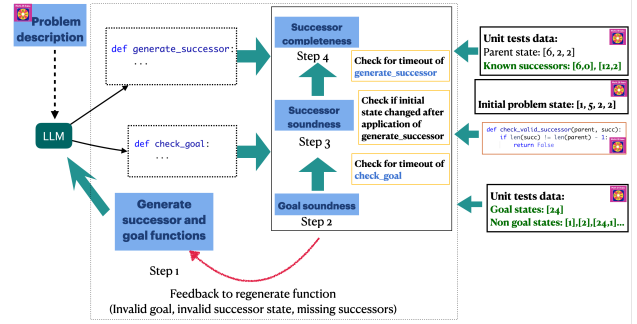 Problem
description
LLM
def generate_successor:
...
def check_goal:
...
Generate
successor and
goal functions
Step 1
Successor
completeness
Step 4
Check for timeout of
generate_successor
Successor
soundness
Step 3
Check if initial
state changed after
application of
generate_successor
Check for timeout of
check_goal
Goal soundness
Step 2
Feedback to regenerate function
(Invalid goal, invalid successor state, missing successors)
Unit tests data:
Parent state: [6, 2, 2]
Known successors: [6,0], [12,2]
Initial problem state: [1, 5, 2, 2]
def check_valid_successor(parent, succ):
if len(succ) != len(parent) - 1:
return False
Unit tests data:
Goal states: [24]
Non goal states: [1],[2],[24,1]...